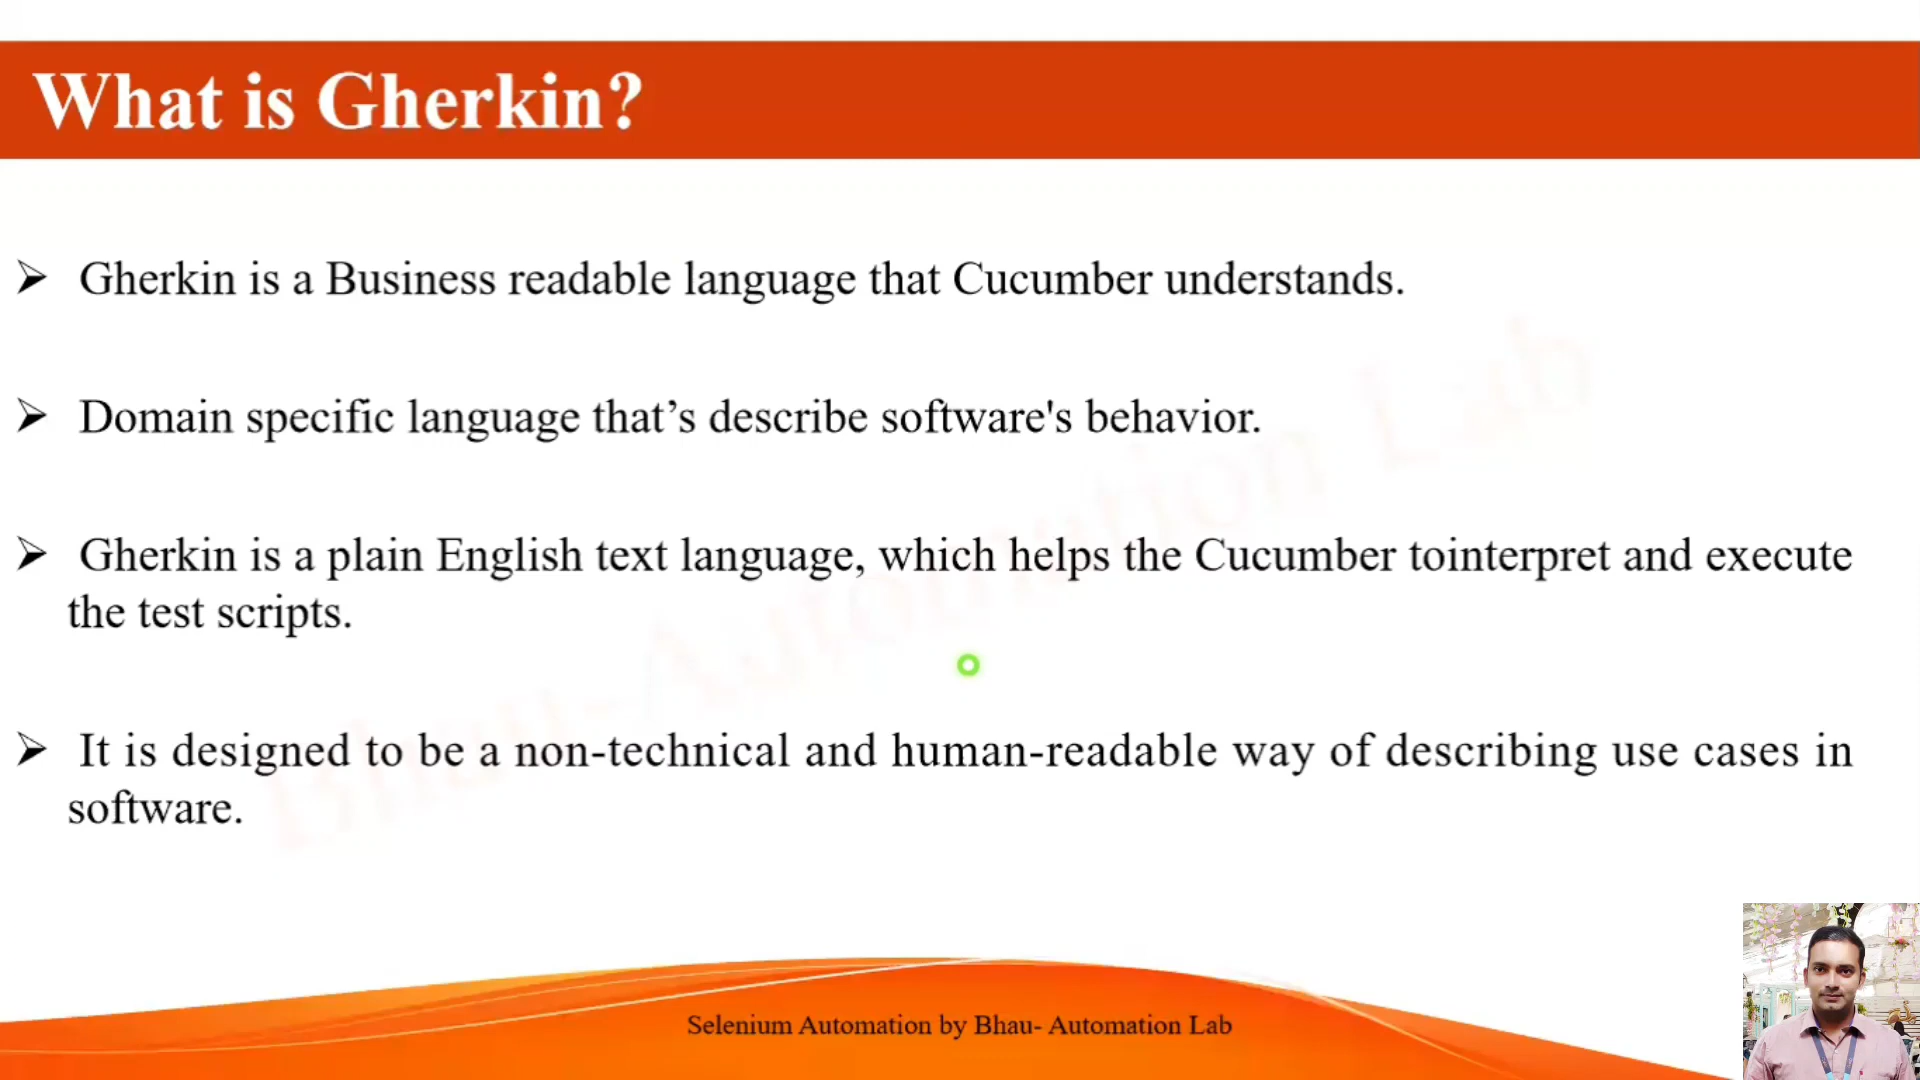 What is Gherkin?
➢ Gherkin is a Business readable language that Cucumber understands.
➢ Domain specific language that’s describe software's behavior.
➢ Gherkin is a plain English text language, which helps the Cucumber tointerpret and execute
the test scripts.
➢ It is designed to be a non-technical and human-readable way of describing use cases in
software.
Bhau-Automation Lab
Selenium Automation by Bhau- Automation Lab